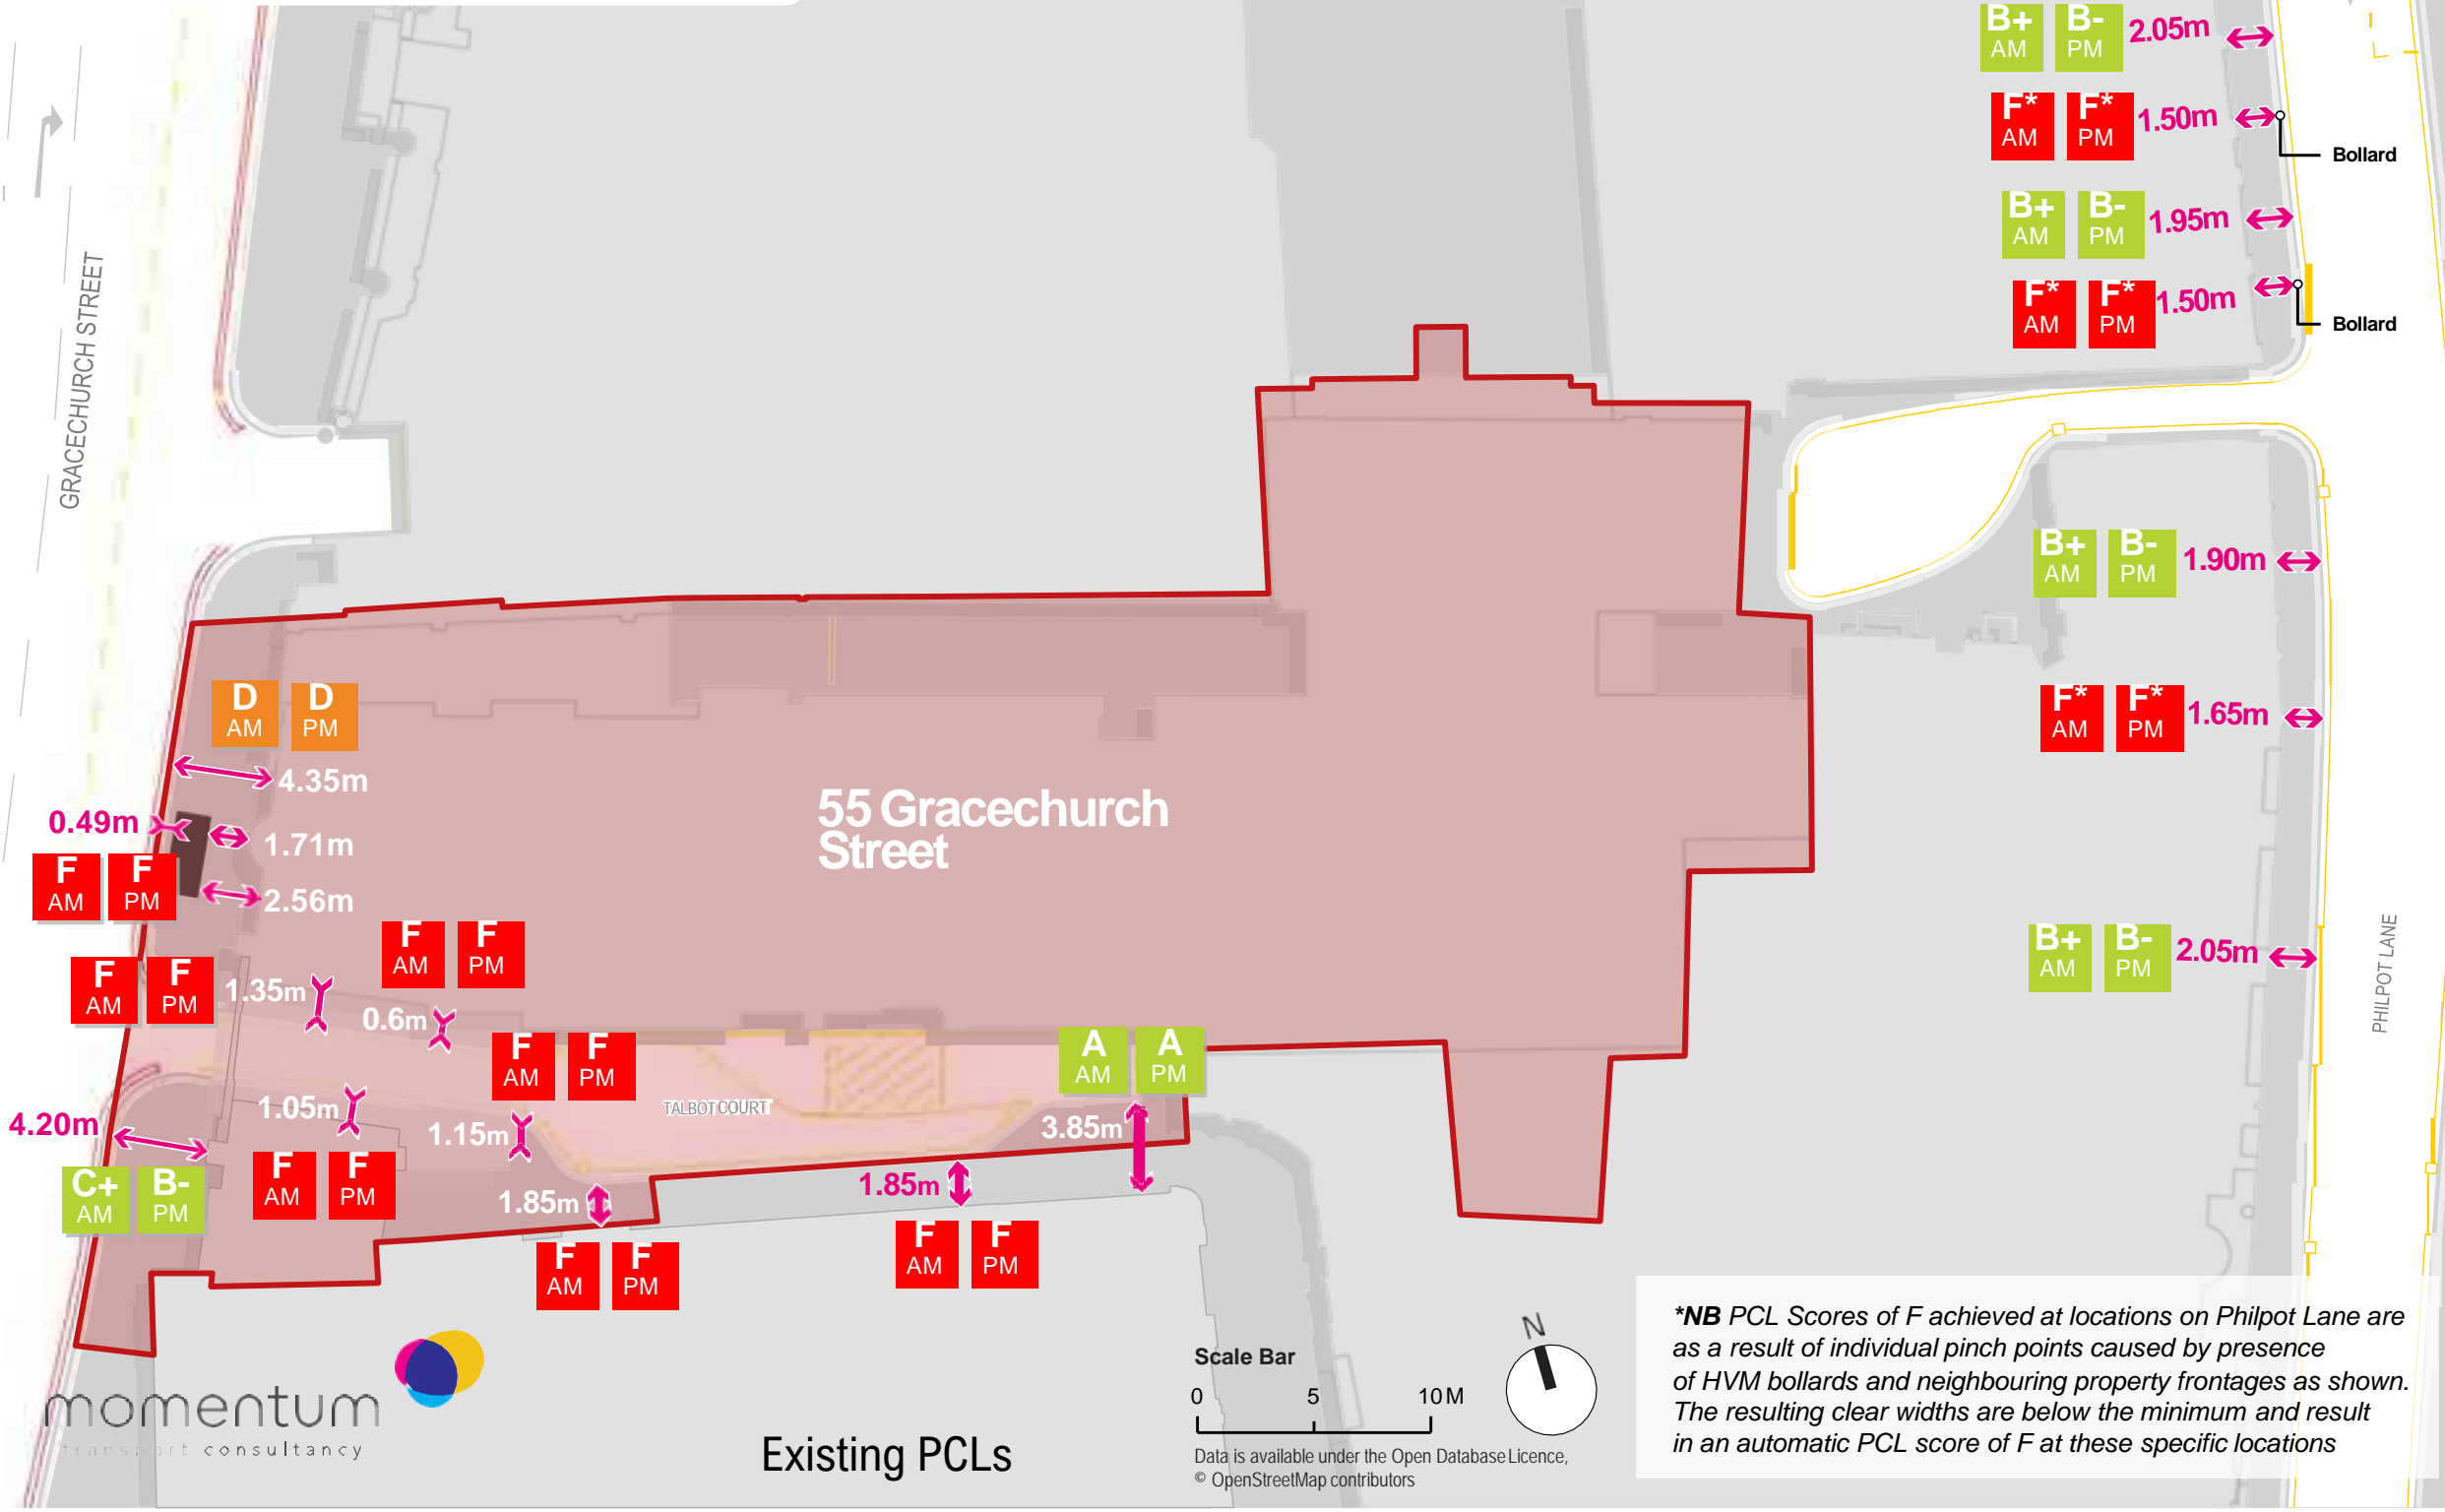 B+ AM B- PM 2.05m
F* AM F* PM 1.50m
Bollard
B+ AM B- PM 1.95m
F* AM F* PM 1.50m
Bollard
GRACECHURCH STREET
B+ AM B- PM 1.90m
D AM D PM
4.35m
F* AM F* PM 1.65m
0.49m
1.71m
55 Gracechurch
Street
F AM F PM
2.56m
F AM F PM
B+ AM B- PM 2.05m
PHILPOT LANE
F AM F PM
1.35m
0.6m
F AM F PM
A AM A PM
TALBOT COURT
1.05m
4.20m
1.15m
3.85m
C+ AM B- PM
F AM F PM
1.85m
1.85m
F AM F PM
F AM F PM
momentum
transport consultancy
Existing PCLs
Scale Bar
0 5 10M
N
Data is available under the Open Database Licence,
© OpenStreetMap contributors
*NB PCL Scores of F achieved at locations on Philpot Lane are
as a result of individual pinch points caused by presence
of HVM bollards and neighbouring property frontages as shown.
The resulting clear widths are below the minimum and result
in an automatic PCL score of F at these specific locations